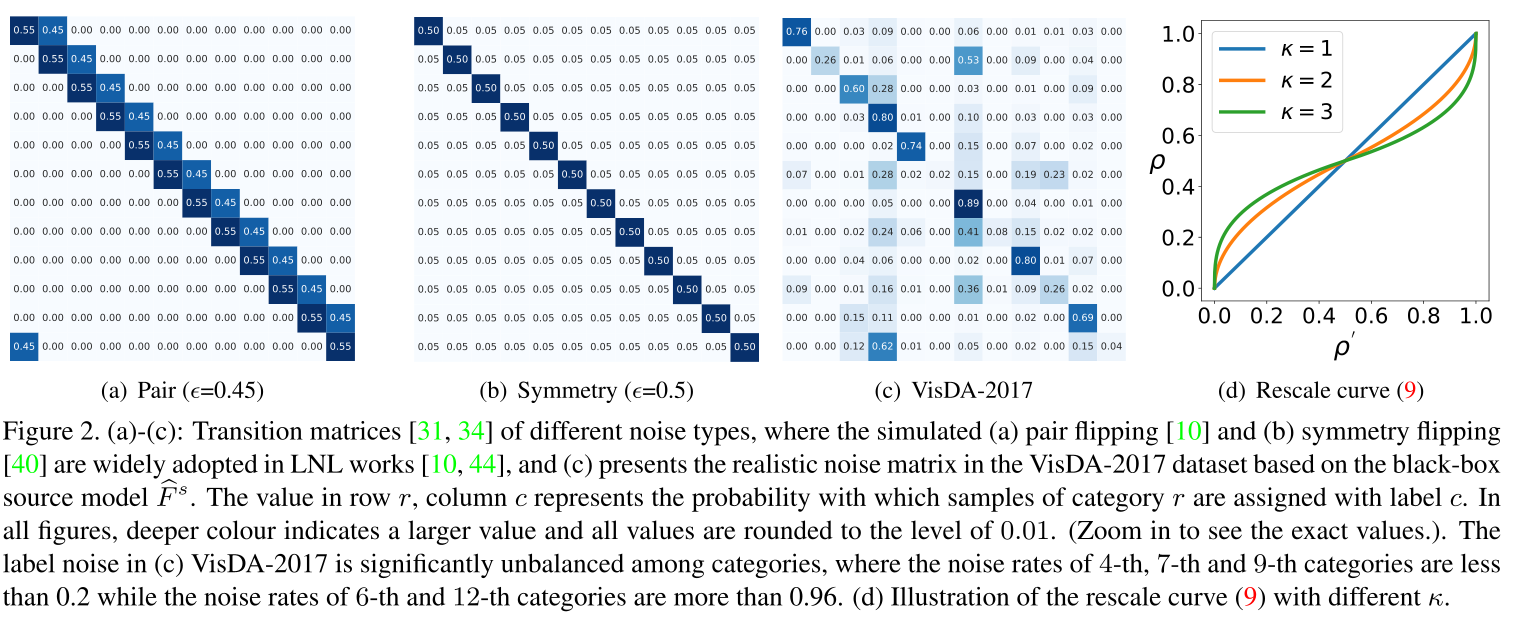 0.55 0.45 0.00 0.00 0.00 0.00 0.00 0.00 0.00 0.00 0.00 0.00
0.00 0.55 0.45 0.00 0.00 0.00 0.00 0.00 0.00 0.00 0.00 0.00
0.00 0.00 0.55 0.45 0.00 0.00 0.00 0.00 0.00 0.00 0.00 0.00
0.00 0.00 0.00 0.55 0.45 0.00 0.00 0.00 0.00 0.00 0.00 0.00
0.00 0.00 0.00 0.00 0.55 0.45 0.00 0.00 0.00 0.00 0.00 0.00
0.00 0.00 0.00 0.00 0.00 0.55 0.45 0.00 0.00 0.00 0.00 0.00
0.00 0.00 0.00 0.00 0.00 0.00 0.55 0.45 0.00 0.00 0.00 0.00
0.00 0.00 0.00 0.00 0.00 0.00 0.00 0.55 0.45 0.00 0.00 0.00
0.00 0.00 0.00 0.00 0.00 0.00 0.00 0.00 0.55 0.45 0.00 0.00
0.00 0.00 0.00 0.00 0.00 0.00 0.00 0.00 0.00 0.55 0.45 0.00
0.00 0.00 0.00 0.00 0.00 0.00 0.00 0.00 0.00 0.00 0.55 0.45
0.45 0.00 0.00 0.00 0.00 0.00 0.00 0.00 0.00 0.00 0.00 0.55
(a) Pair (ϵ=0.45)
0.50 0.05 0.05 0.05 0.05 0.05 0.05 0.05 0.05 0.05 0.05 0.05
0.05 0.50 0.05 0.05 0.05 0.05 0.05 0.05 0.05 0.05 0.05 0.05
0.05 0.05 0.50 0.05 0.05 0.05 0.05 0.05 0.05 0.05 0.05 0.05
0.05 0.05 0.05 0.50 0.05 0.05 0.05 0.05 0.05 0.05 0.05 0.05
0.05 0.05 0.05 0.05 0.50 0.05 0.05 0.05 0.05 0.05 0.05 0.05
0.05 0.05 0.05 0.05 0.05 0.50 0.05 0.05 0.05 0.05 0.05 0.05
0.05 0.05 0.05 0.05 0.05 0.05 0.50 0.05 0.05 0.05 0.05 0.05
0.05 0.05 0.05 0.05 0.05 0.05 0.05 0.50 0.05 0.05 0.05 0.05
0.05 0.05 0.05 0.05 0.05 0.05 0.05 0.05 0.50 0.05 0.05 0.05
0.05 0.05 0.05 0.05 0.05 0.05 0.05 0.05 0.05 0.50 0.05 0.05
0.05 0.05 0.05 0.05 0.05 0.05 0.05 0.05 0.05 0.05 0.50 0.05
0.05 0.05 0.05 0.05 0.05 0.05 0.05 0.05 0.05 0.05 0.05 0.50
(b) Symmetry (ϵ=0.5)
0.76 0.00 0.03 0.09 0.00 0.00 0.06 0.00 0.01 0.01 0.03 0.00
0.00 0.26 0.01 0.06 0.00 0.00 0.53 0.00 0.09 0.00 0.04 0.00
0.00 0.00 0.60 0.28 0.00 0.00 0.03 0.00 0.01 0.00 0.09 0.00
0.00 0.00 0.03 0.80 0.01 0.00 0.10 0.00 0.03 0.00 0.03 0.00
0.00 0.00 0.00 0.02 0.74 0.00 0.15 0.00 0.07 0.00 0.02 0.00
0.07 0.00 0.01 0.28 0.02 0.02 0.15 0.00 0.19 0.23 0.02 0.00
0.00 0.00 0.00 0.05 0.00 0.00 0.89 0.00 0.04 0.00 0.01 0.00
0.01 0.00 0.02 0.24 0.06 0.00 0.41 0.08 0.15 0.02 0.02 0.00
0.00 0.00 0.04 0.06 0.00 0.00 0.02 0.00 0.80 0.01 0.07 0.00
0.09 0.00 0.01 0.16 0.01 0.00 0.36 0.01 0.09 0.26 0.02 0.00
0.00 0.00 0.15 0.11 0.00 0.00 0.01 0.00 0.02 0.00 0.69 0.00
0.00 0.00 0.12 0.62 0.01 0.00 0.05 0.00 0.02 0.00 0.15 0.04
(c) VisDA-2017
1.0
0.8
0.6
0.4
0.2
0.0
ρ
κ = 1
κ = 2
κ = 3
0.0 0.2 0.4 0.6 0.8 1.0
ρ′
(d) Rescale curve (9)
Figure 2. (a)-(c): Transition matrices [31, 34] of different noise types, where the simulated (a) pair flipping [10] and (b) symmetry flipping
[40] are widely adopted in LNL works [10, 44], and (c) presents the realistic noise matrix in the VisDA-2017 dataset based on the black-box
source model F̂ˢ. The value in row r, column c represents the probability with which samples of category r are assigned with label c. In
all figures, deeper colour indicates a larger value and all values are rounded to the level of 0.01. (Zoom in to see the exact values.). The
label noise in (c) VisDA-2017 is significantly unbalanced among categories, where the noise rates of 4-th, 7-th and 9-th categories are less
than 0.2 while the noise rates of 6-th and 12-th categories are more than 0.96. (d) Illustration of the rescale curve (9) with different κ.